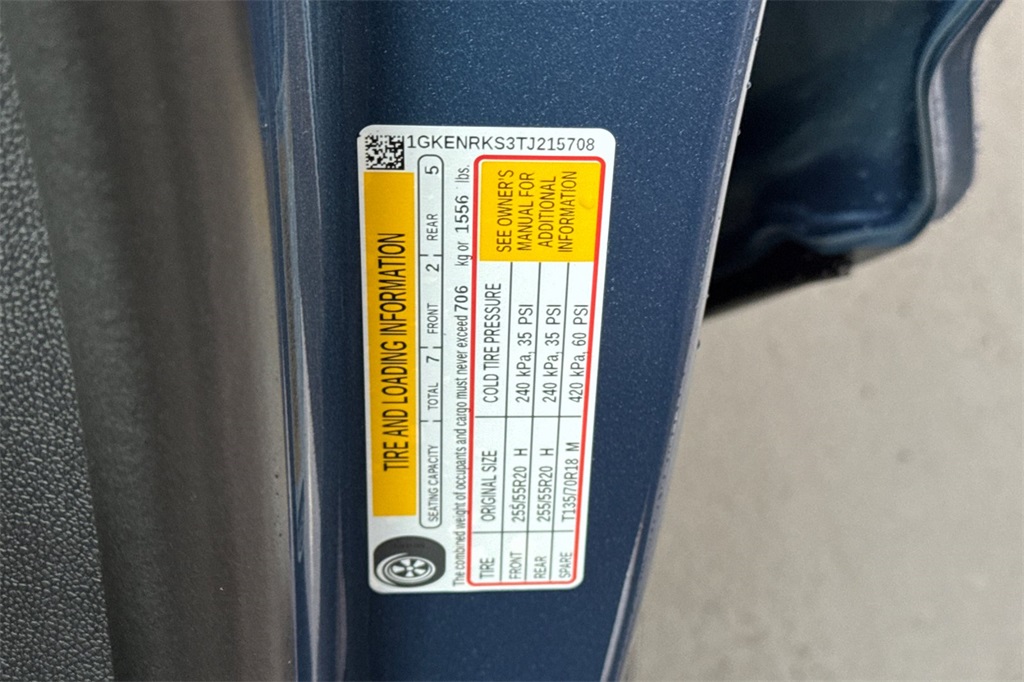 1GKENRKS3TJ215708
TIRE AND LOADING INFORMATION
SEATING CAPACITY TOTAL 7 FRONT 2 REAR 5
The combined weight of occupants and cargo must never exceed 706 kg or 1556 lbs.
TIRE ORIGINAL SIZE COLD TIRE PRESSURE
FRONT 255/55R20 H 240 kPa, 35 PSI
REAR 255/55R20 H 240 kPa, 35 PSI
SPARE T135/70R18 M 420 kPa, 60 PSI
SEE OWNER'S
MANUAL FOR
ADDITIONAL
INFORMATION